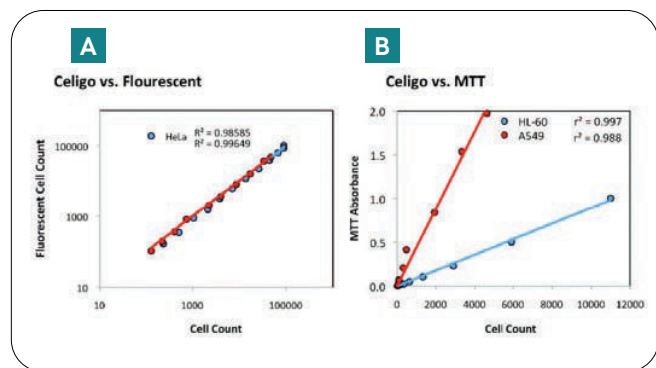 A
Celigo vs. Flourescent
HeLa
R² = 0.98585
R² = 0.99649
Fluorescent Cell Count
100000
1000
10
10
1000
100000
Cell Count
B
Celigo vs. MTT
HL-60
r² = 0.997
A549
r² = 0.988
MTT Absorbance
2.0
1.5
1.0
0.5
0.0
0
2000
4000
6000
8000
10000
12000
Cell Count